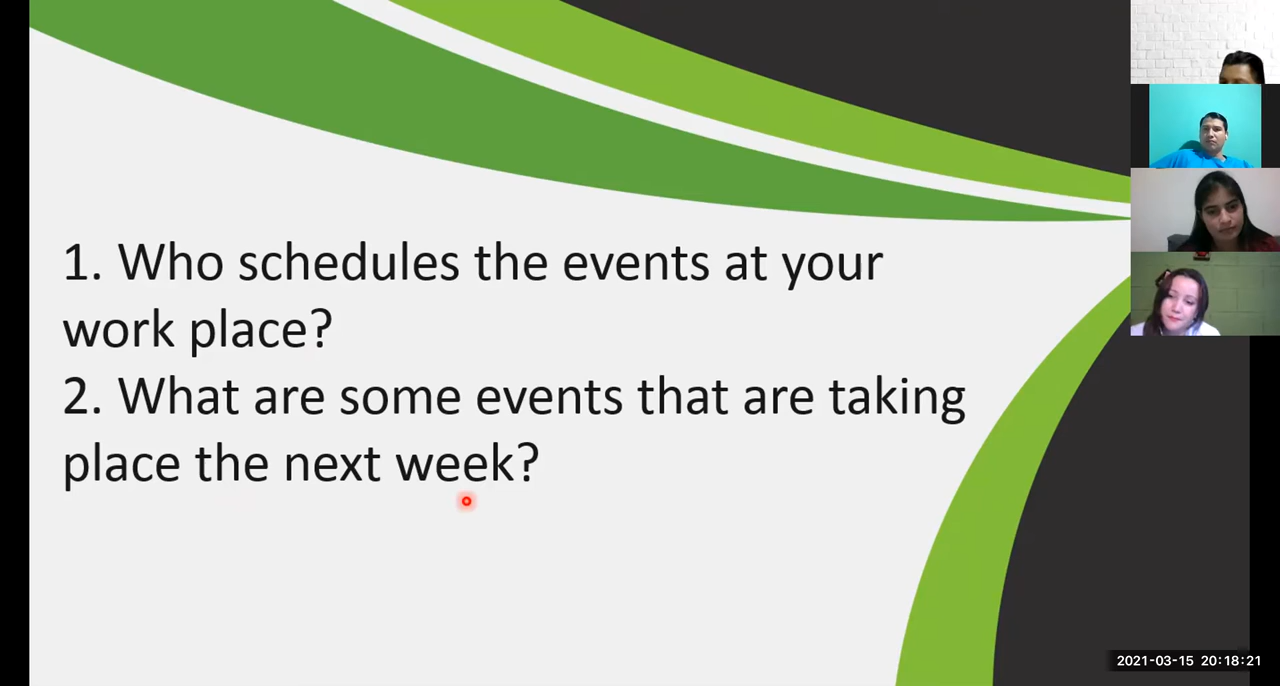 1. Who schedules the events at your
work place?
2. What are some events that are taking
place the next week?
2021-03-15 20:18:21